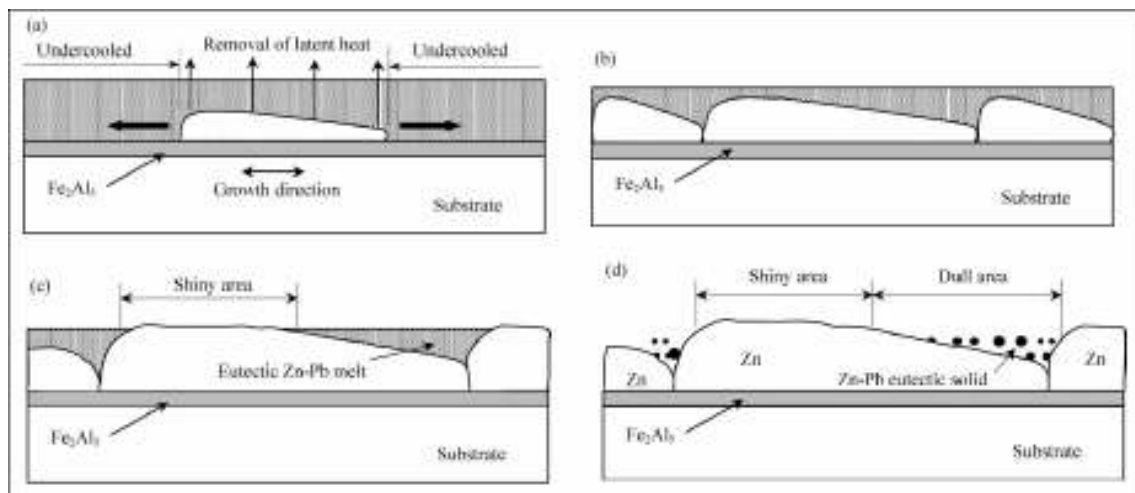 (a)
Undercooled
Removal of latent heat
Undercooled
Fe₂Al₅
Growth direction
Substrate
(b)
Fe₂Al₅
Substrate
(c)
Shiny area
Eutectic Zn-Pb melt
Fe₂Al₅
Substrate
(d)
Shiny area
Dull area
Zn
Zn
Zn
Zn-Pb eutectic solid
Fe₂Al₅
Substrate